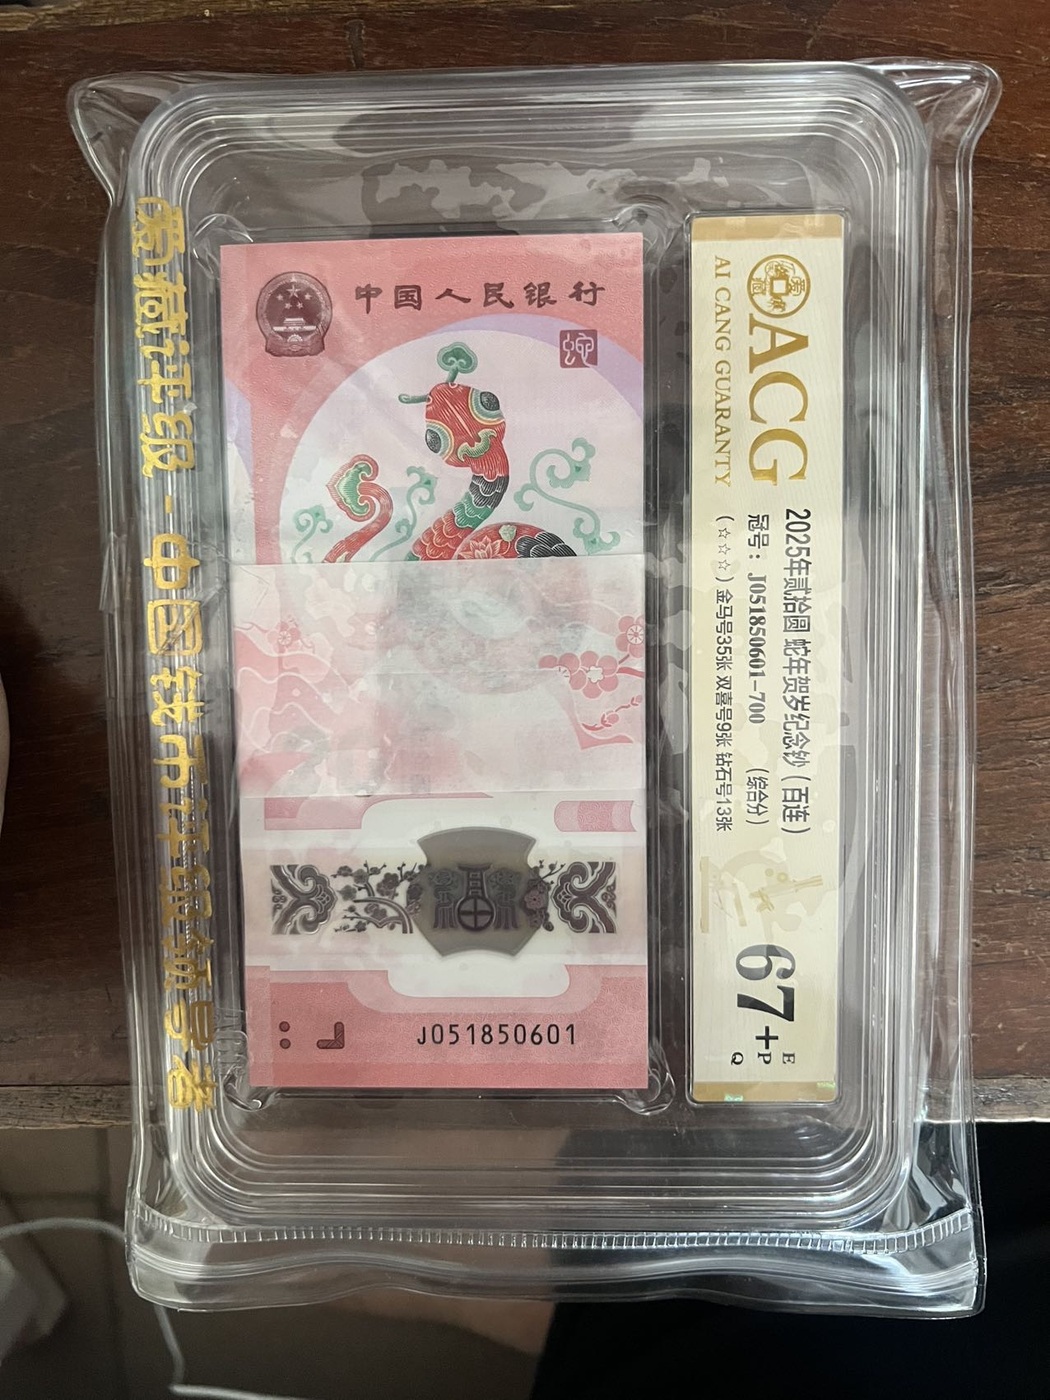 爱藏评级 - 中国钱币评级领导者
中国人民银行
蛇
J051850601
ACG
AI CANG GUARANTY
2025年贰拾圆 蛇年贺岁纪念钞（百连）
冠号：J051850601-700 （综合分）
（☆☆☆）金马号35张 双喜号9张 钻石号13张
67+
E
P
Q